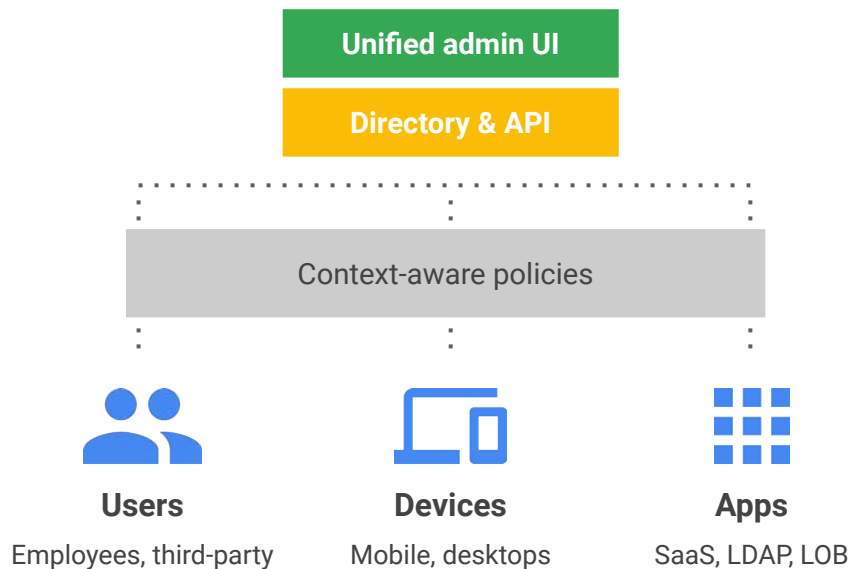 Unified admin UI
Directory & API
Context-aware policies
Users
Devices
Apps
Employees, third-party
Mobile, desktops
SaaS, LDAP, LOB